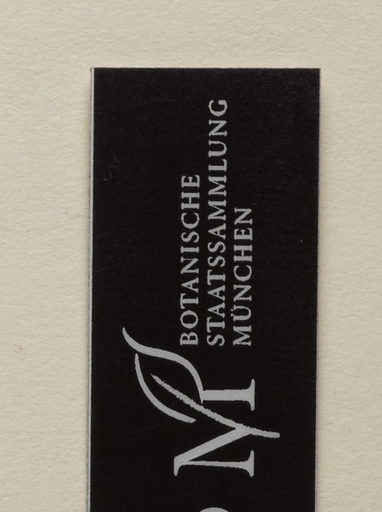 BOTANISCHE
STAATSSAMMLUNG
MÜNCHEN
M